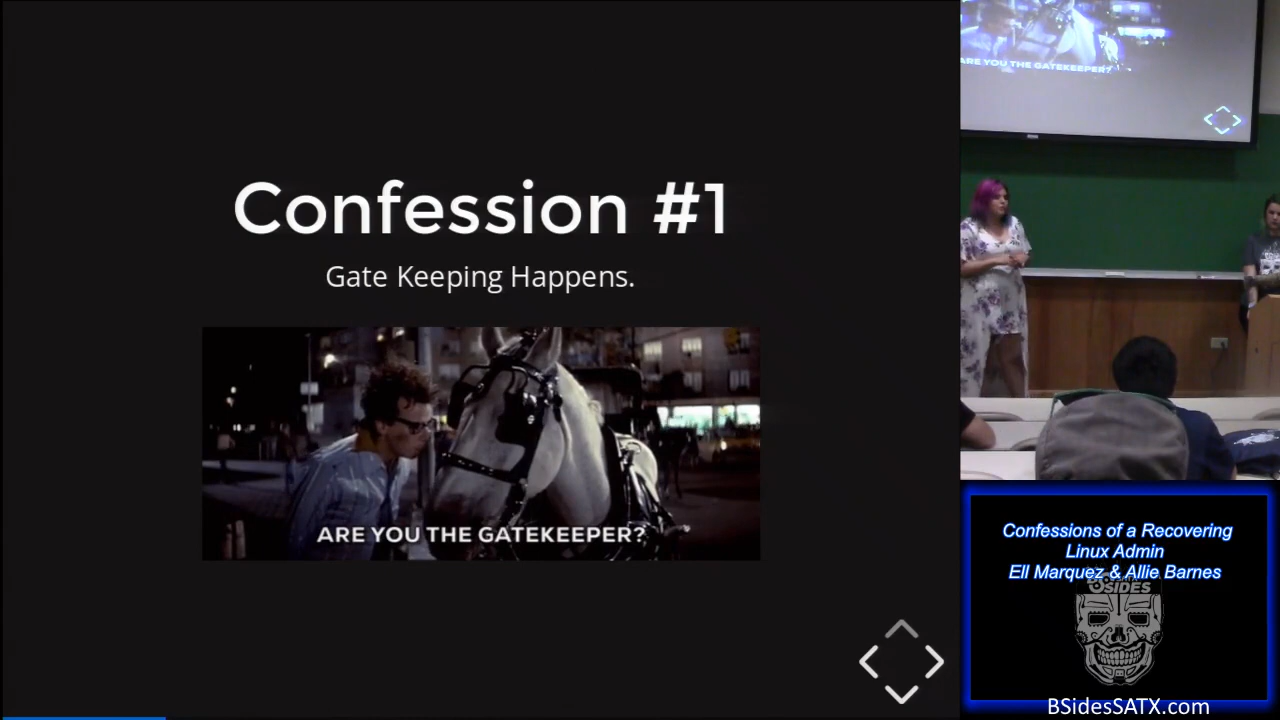 Confession #1
Gate Keeping Happens.
ARE YOU THE GATEKEEPER?
ARE YOU THE GATEKEEPER?
Confessions of a Recovering
Linux Admin
Ell Marquez & Allie Barnes
BSIDES
BSidesSATX.com